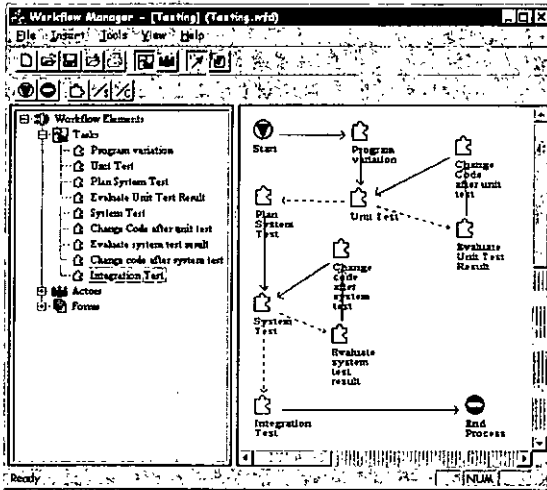 Workflow Manager - [Testing] (Testing.wfd)
File Insert Tools View Help
Workflow Elements
Tasks
Program variation
Unit Test
Plan System Test
Evaluate Unit Test Result
System Test
Change Code after unit test
Evaluate system test result
Change code after system test
Integration Test
Actors
Forms
Start
Program
variation
Change
Code
after unit
test
Plan
System
Test
Unit Test
Evaluate
Unit Test
Result
Change
code
after
system
test
System
Test
Evaluate
system
test
result
Integration
Test
End
Process
Ready
NUM